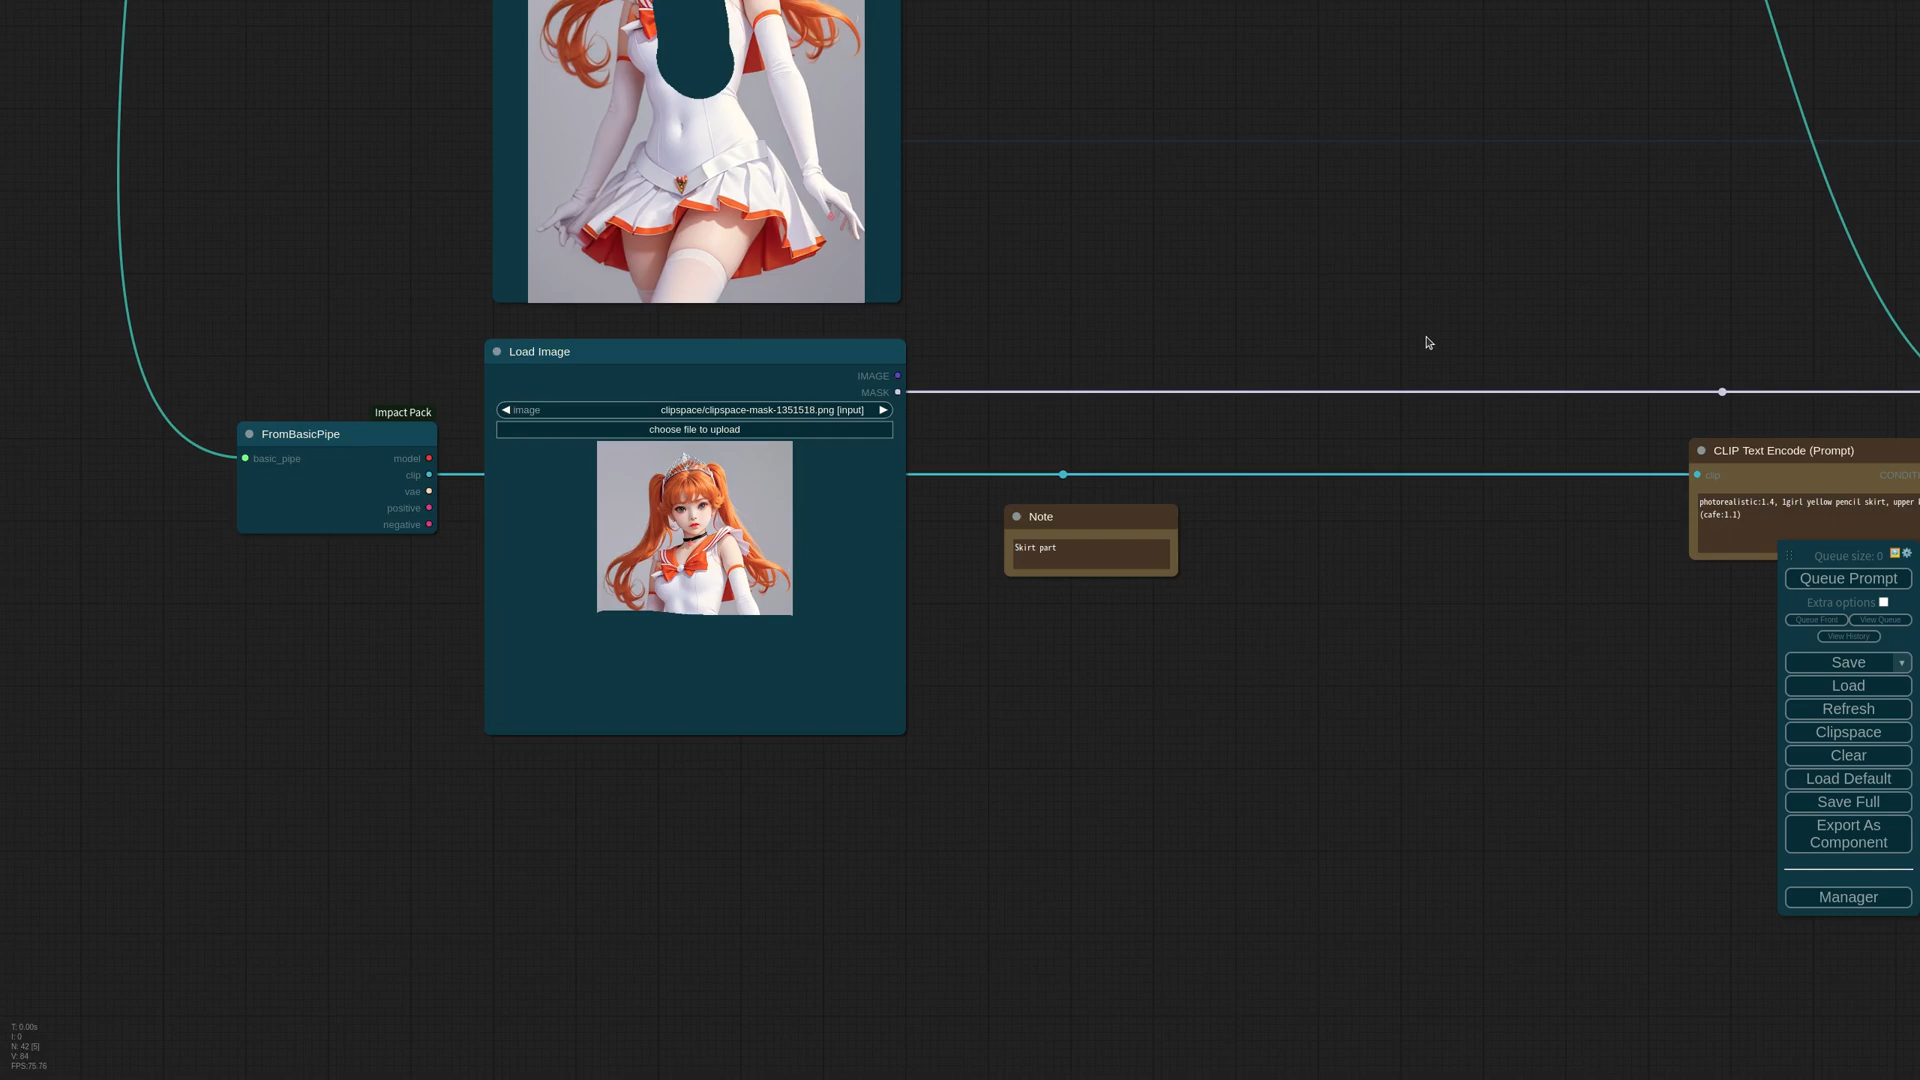 Load Image
IMAGE
MASK
image clipspace/clipspace-mask-1351518.png [input]
choose file to upload
Impact Pack
FromBasicPipe
basic_pipe model
clip
vae
positive
negative
Note
Skirt part
CLIP Text Encode (Prompt)
clip
photorealistic:1.4, 1girl yellow pencil skirt, upper
(cafe:1.1)
Queue size: 0
Queue Prompt
Extra options
Queue Front View Queue
View History
Save
Load
Refresh
Clipspace
Clear
Load Default
Save Full
Export As
Component
Manager
T: 0.00s
I: 0
N: 42 [5]
V: 84
FPS:75.76